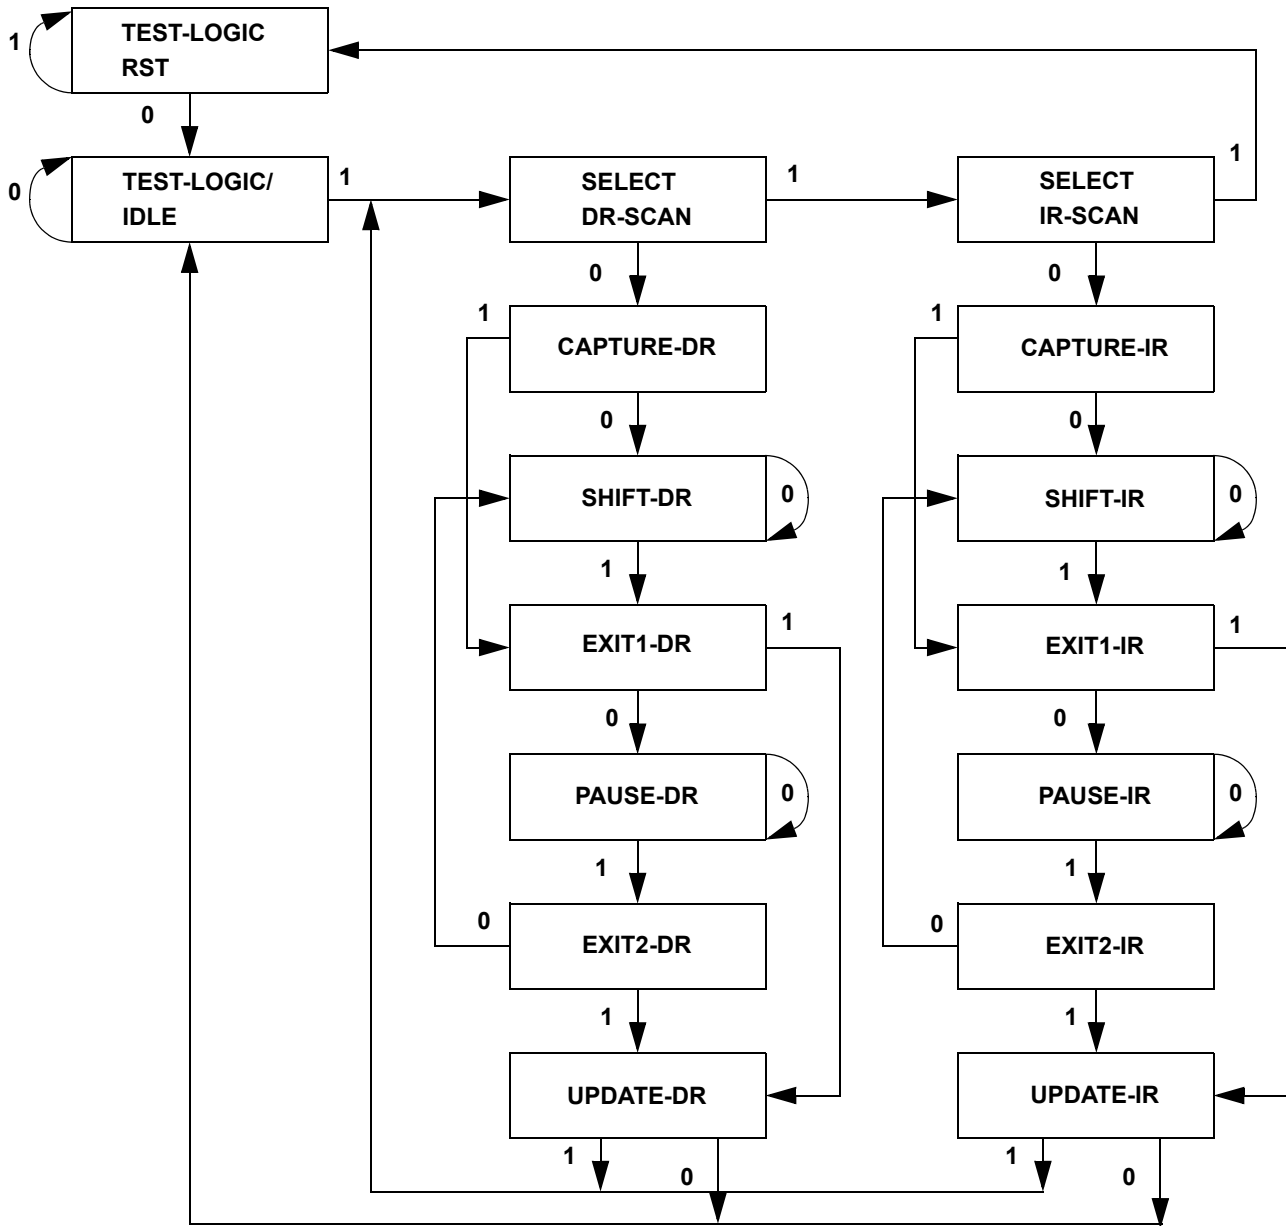 1
TEST-LOGIC
RST
0
0
TEST-LOGIC/
IDLE
1
SELECT
DR-SCAN
1
SELECT
IR-SCAN
1
0
0
1
CAPTURE-DR
1
CAPTURE-IR
0
0
SHIFT-DR
0
SHIFT-IR
0
1
1
EXIT1-DR
1
EXIT1-IR
1
0
0
PAUSE-DR
0
PAUSE-IR
0
1
1
0
EXIT2-DR
0
EXIT2-IR
1
1
UPDATE-DR
UPDATE-IR
1
0
1
0